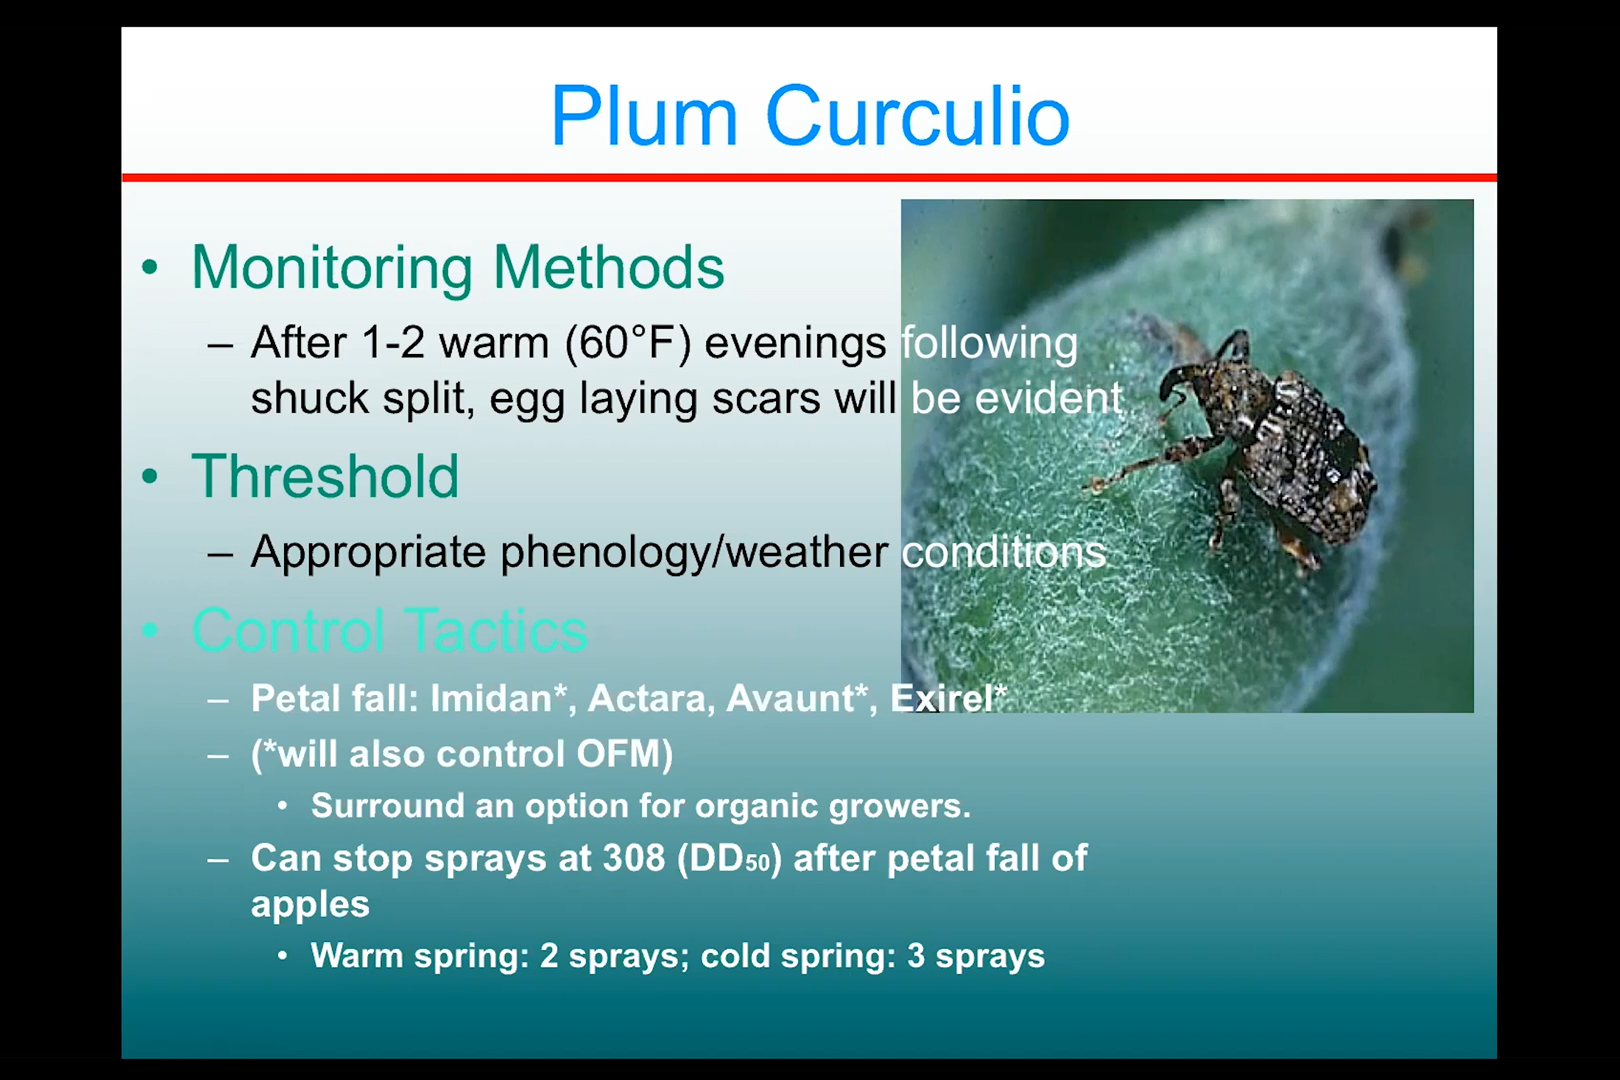 Plum Curculio
• Monitoring Methods
– After 1-2 warm (60°F) evenings following
shuck split, egg laying scars will be evident
• Threshold
– Appropriate phenology/weather conditions
• Control Tactics
– Petal fall: Imidan*, Actara, Avaunt*, Exirel*
– (*will also control OFM)
• Surround an option for organic growers.
– Can stop sprays at 308 (DD50) after petal fall of
apples
• Warm spring: 2 sprays; cold spring: 3 sprays